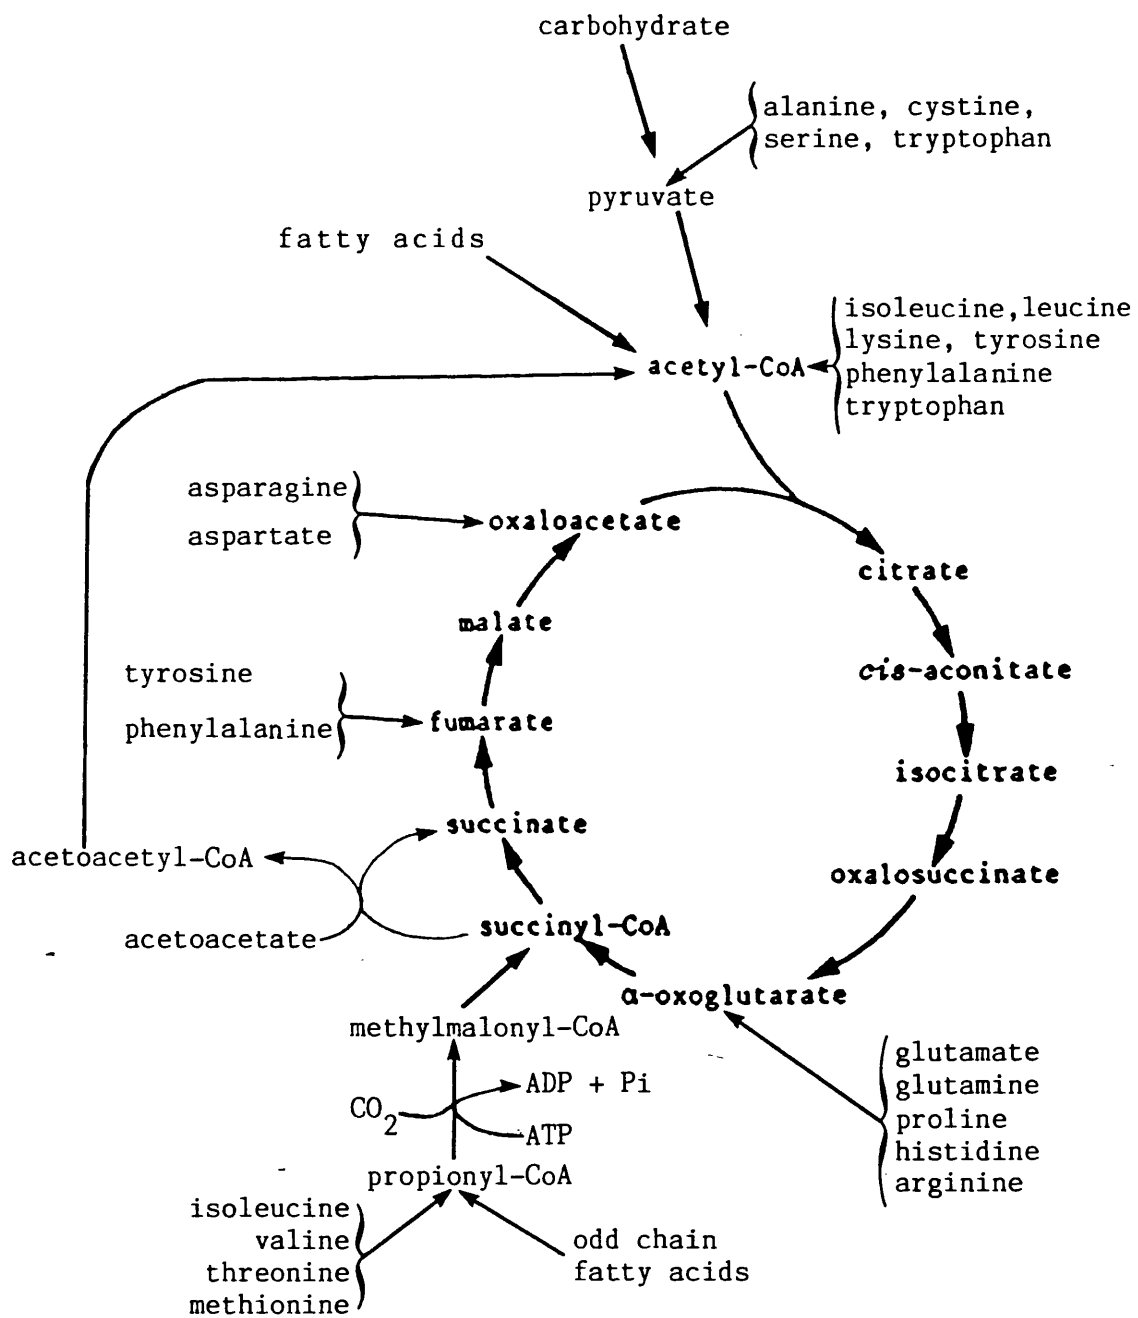 carbohydrate
alanine, cystine,
serine, tryptophan
pyruvate
fatty acids
isoleucine,leucine
lysine, tyrosine
acetyl-CoA
phenylalanine
tryptophan
asparagine
oxaloacetate
aspartate
citrate
malate
cis-aconitate
tyrosine
fumarate
phenylalanine
isocitrate
succinate
acetoacetyl-CoA
oxalosuccinate
succinyl-CoA
acetoacetate
α-oxoglutarate
methylmalonyl-CoA
glutamate
glutamine
proline
histidine
arginine
ADP + Pi
CO2
ATP
propionyl-CoA
isoleucine
valine
threonine
methionine
odd chain
fatty acids